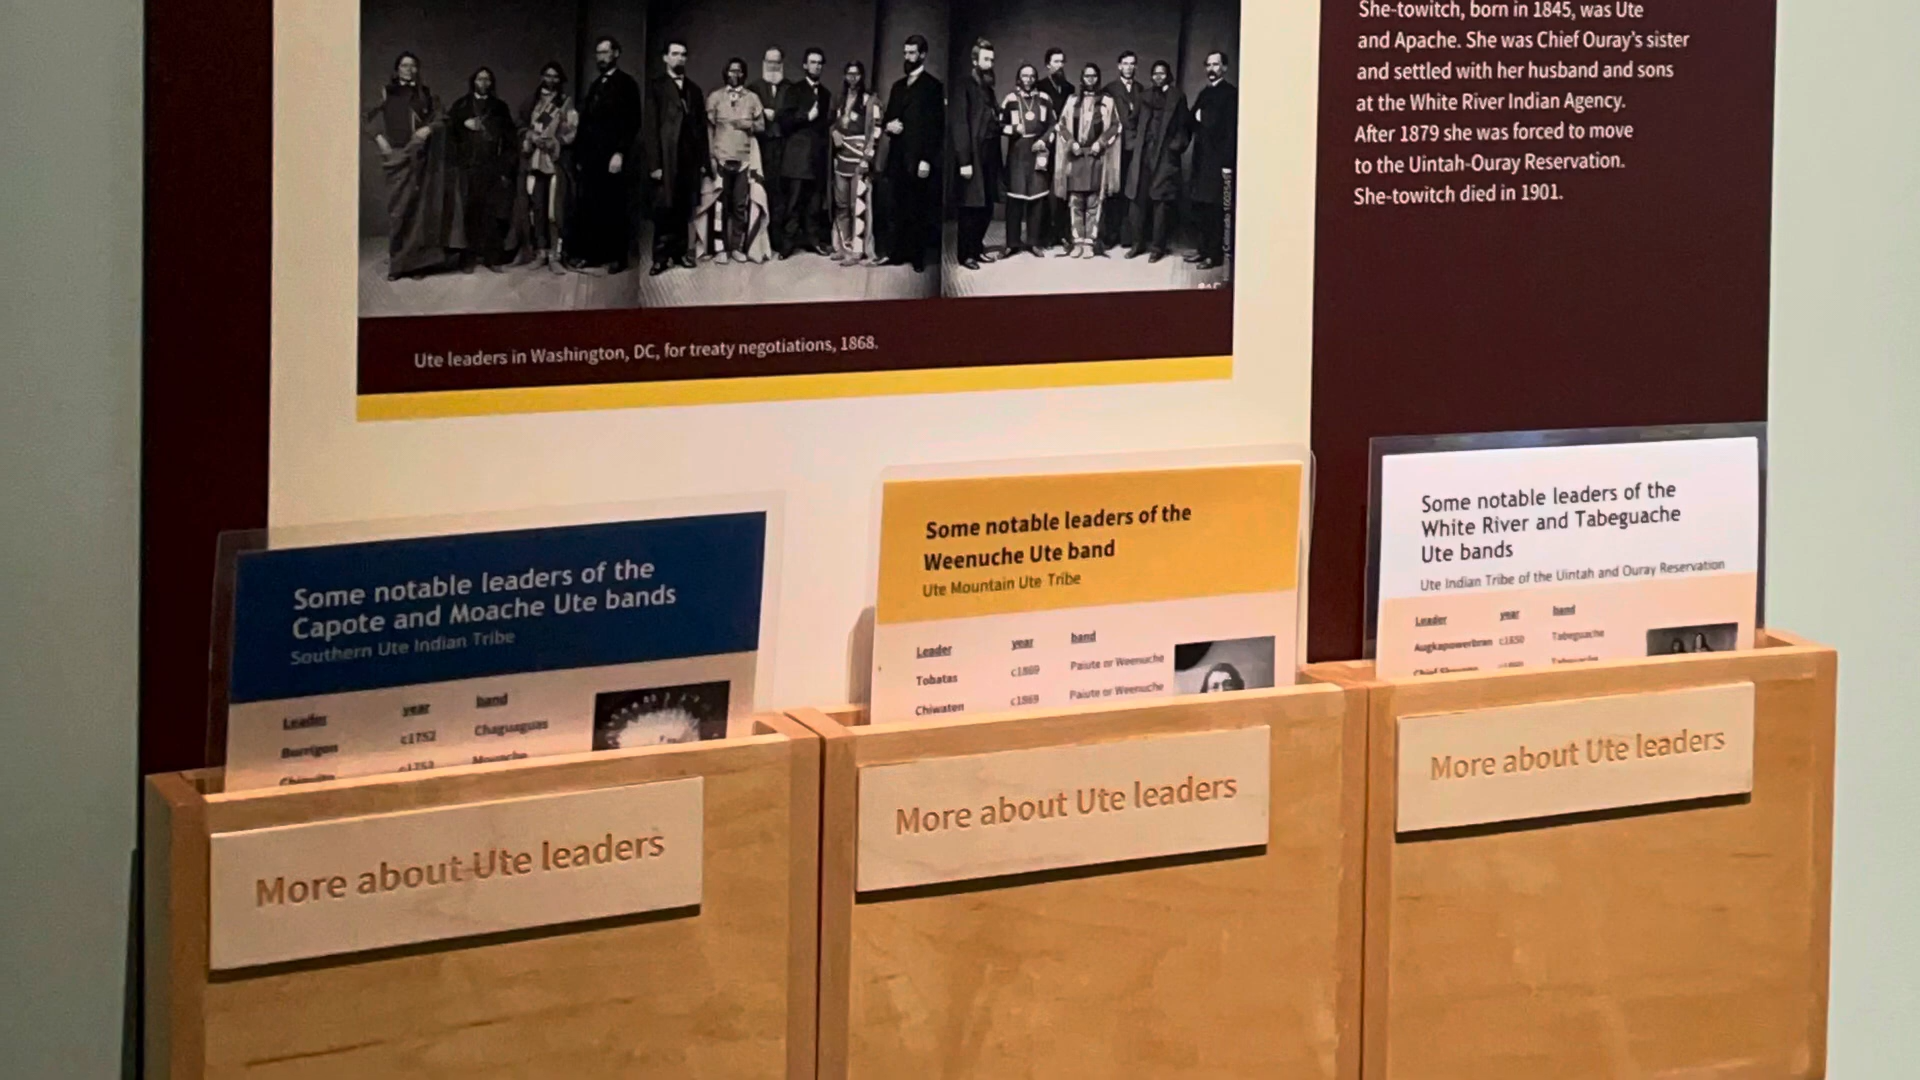 She-towitch, born in 1845, was Ute
and Apache. She was Chief Ouray's sister
and settled with her husband and sons
at the White River Indian Agency.
After 1879 she was forced to move
to the Uintah-Ouray Reservation.
She-towitch died in 1901.
Ute leaders in Washington, DC, for treaty negotiations, 1868.
Some notable leaders of the
Capote and Moache Ute bands
Southern Ute Indian Tribe
Leader year band
Burrigon c1752
More about Ute leaders
Some notable leaders of the
Weenuche Ute band
Ute Mountain Ute Tribe
Leader year band
Tobatas c1869 Paiute or Weenuche
Chiwaten c1869 Paiute or Weenuche
More about Ute leaders
Some notable leaders of the
White River and Tabeguache
Ute bands
Ute Indian Tribe of the Uintah and Ouray Reservation
Leader year band
c1850 Tabeguache
More about Ute leaders